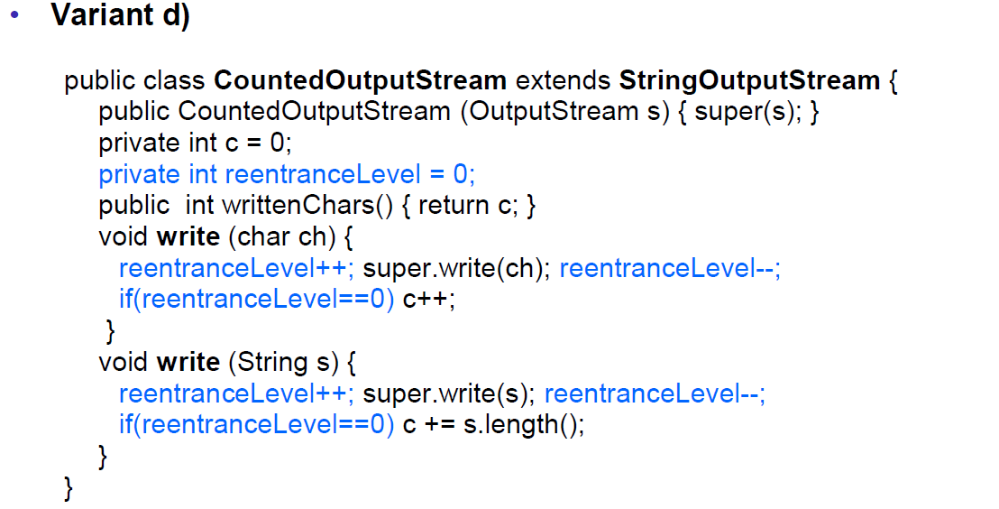 • Variant d)
public class CountedOutputStream extends StringOutputStream {
public CountedOutputStream (OutputStream s) { super(s); }
private int c = 0;
private int reentranceLevel = 0;
public  int writtenChars() { return c; }
void write (char ch) {
reentranceLevel++; super.write(ch); reentranceLevel--;
if(reentranceLevel==0) c++;
}
void write (String s) {
reentranceLevel++; super.write(s); reentranceLevel--;
if(reentranceLevel==0) c += s.length();
}
}